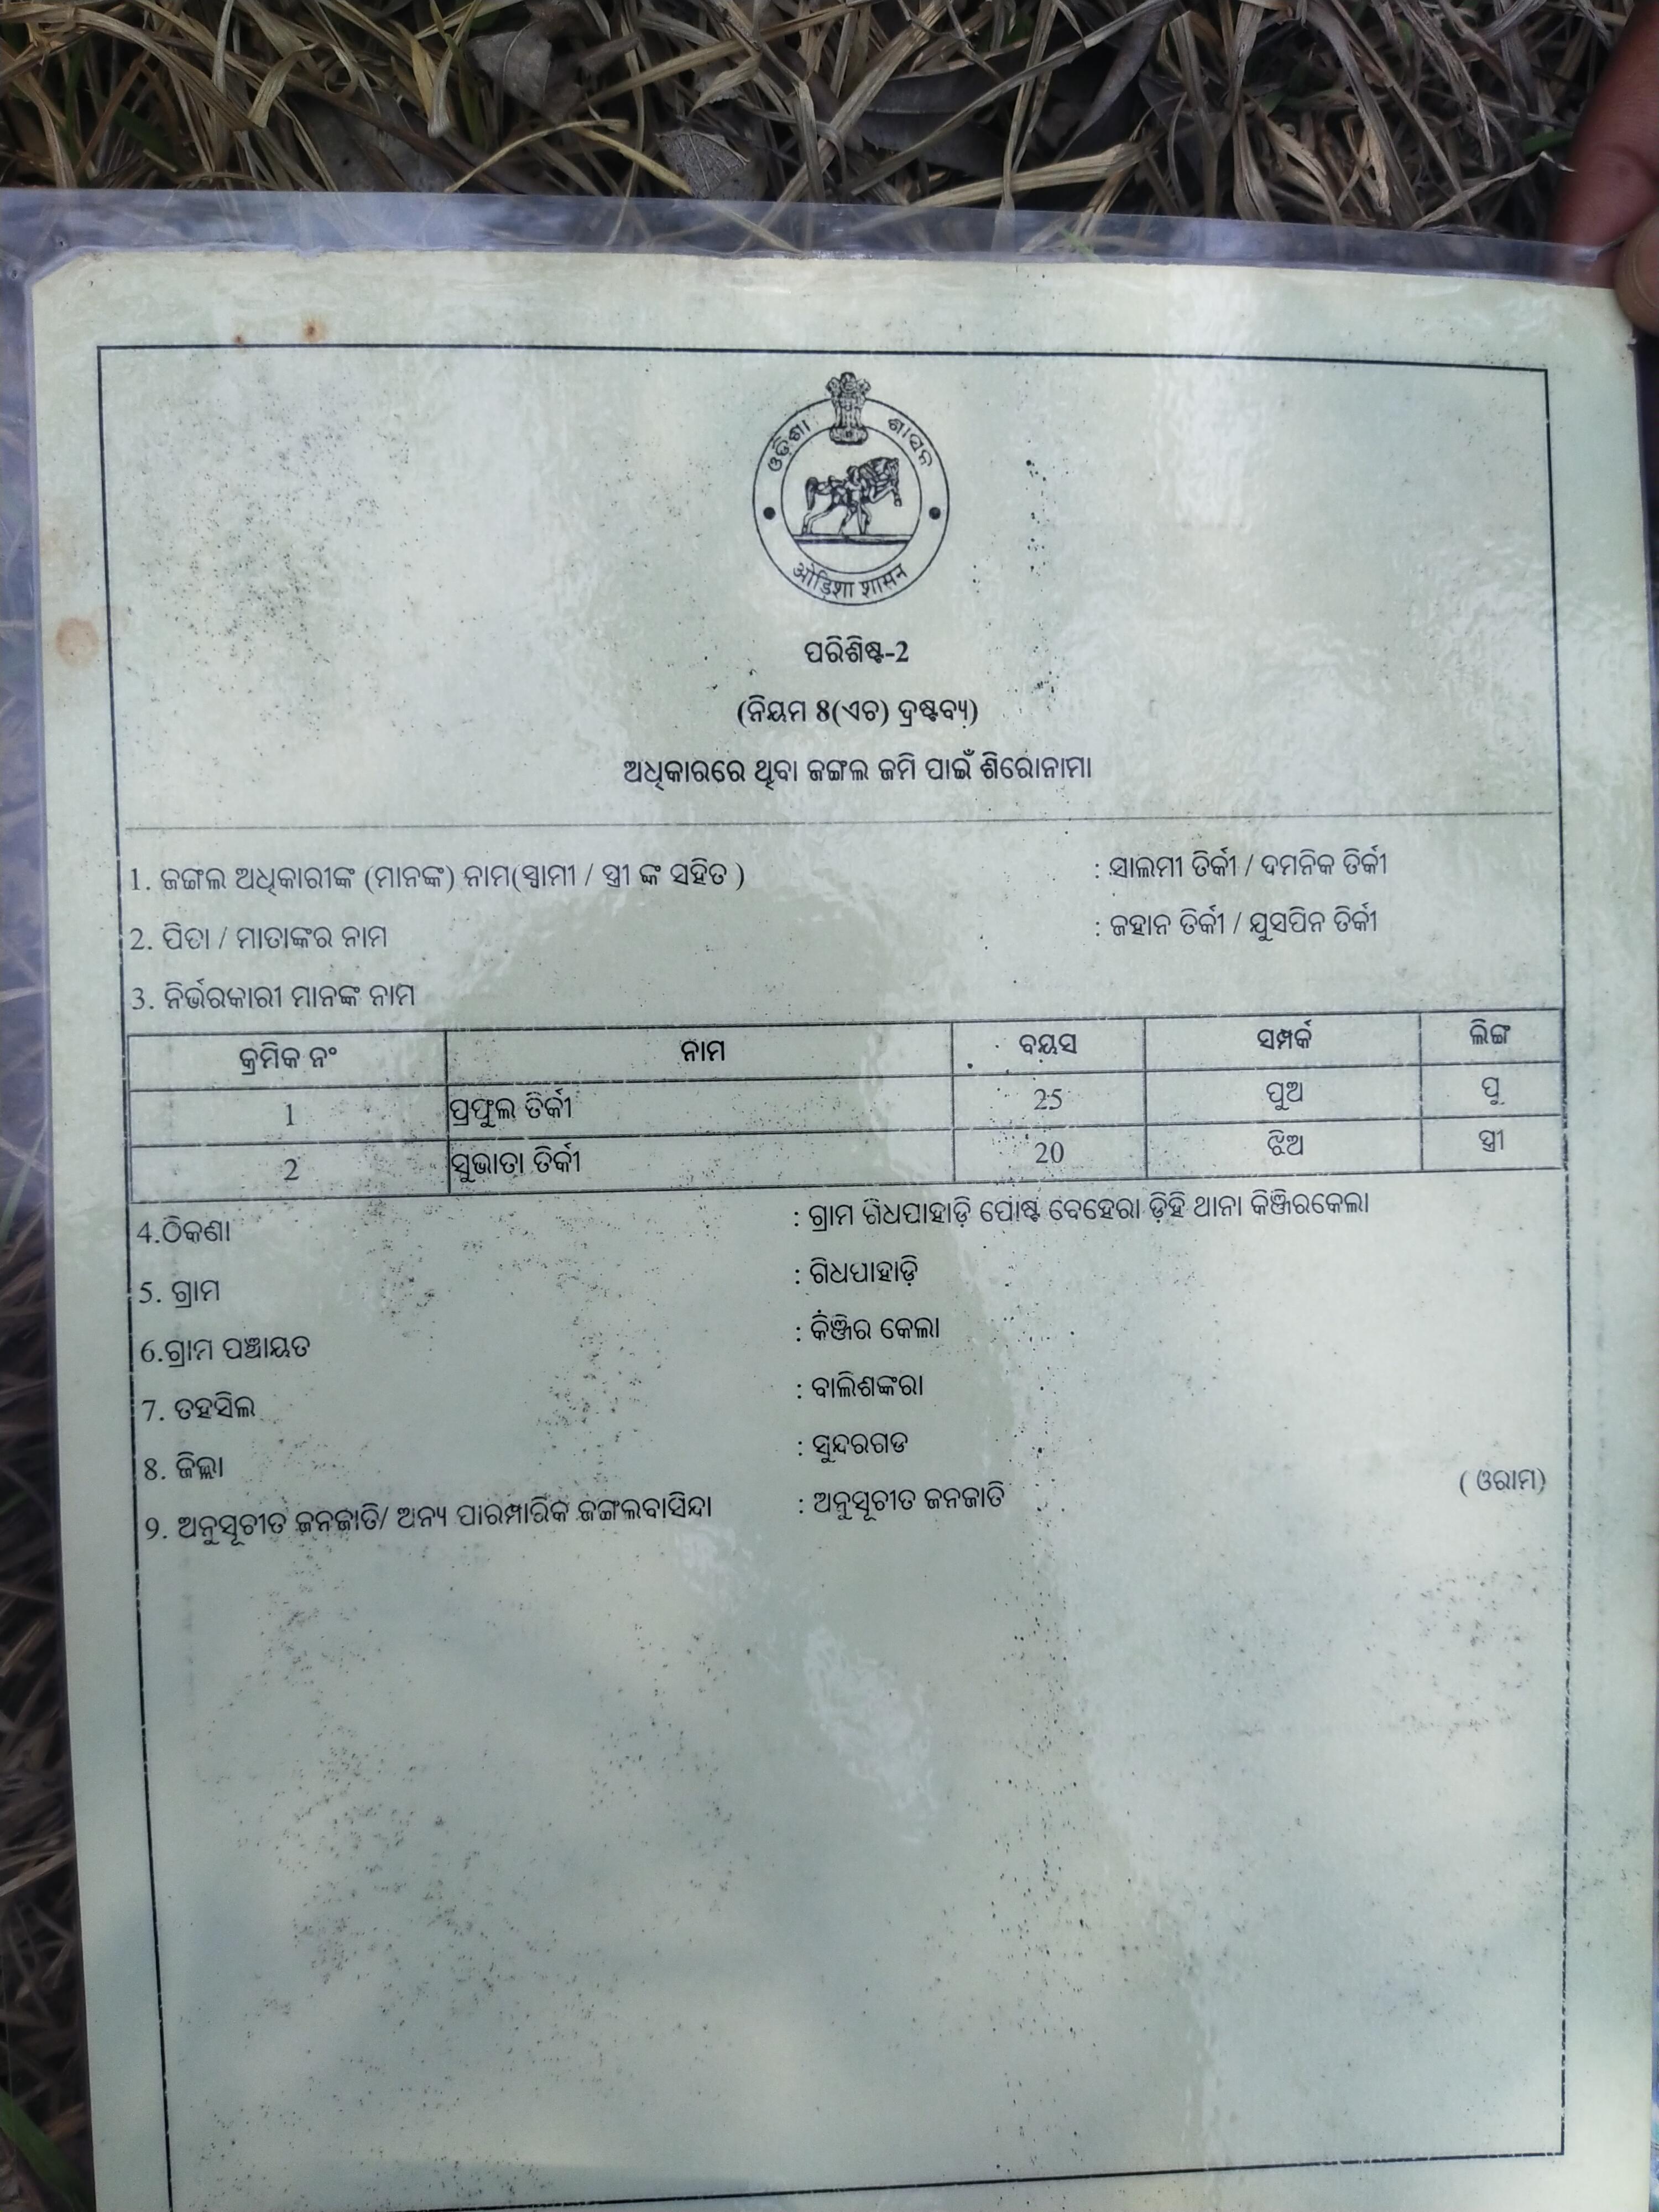 ଓଡ଼ିଶା ଶାସନ
ओड़िशा शासन
ପରିଶିଷ୍ଟ-2
(ନିୟମ 8(ଏଚ) ଦ୍ରଷ୍ଟବ୍ୟ)
ଅଧିକାରରେ ଥିବା ଜଙ୍ଗଲ ଜମି ପାଇଁ ଶିରୋନାମା
1. ଜଙ୍ଗଲ ଅଧିକାରୀଙ୍କ (ମାନଙ୍କ) ନାମ(ସ୍ୱାମୀ / ସ୍ତ୍ରୀ ଙ୍କ ସହିତ ) : ସାଲମୀ ତିର୍କୀ / ଦମନିକ ତିର୍କୀ
2. ପିତା / ମାତାଙ୍କର ନାମ : ଜହାନ ତିର୍କୀ / ଯୁସପିନ ତିର୍କୀ
3. ନିର୍ଭରକାରୀ ମାନଙ୍କ ନାମ
କ୍ରମିକ ନଂ ନାମ ବୟସ ସମ୍ପର୍କ ଲିଙ୍ଗ
1 ପ୍ରଫୁଲ ତିର୍କୀ 25 ପୁଅ ପୁ
2 ସୁଭାତା ତିର୍କୀ 20 ଝିଅ ସ୍ତ୍ରୀ
4.ଠିକଣା : ଗ୍ରାମ ଗିଧପାହାଡ଼ି ପୋଷ୍ଟ ବେହେରା ଡ଼ିହି ଥାନା କିଞ୍ଜିରକେଲା
5. ଗ୍ରାମ : ଗିଧପାହାଡ଼ି
6.ଗ୍ରାମ ପଞ୍ଚାୟତ : କିଞ୍ଜିର କେଲା
7. ତହସିଲ : ବାଲିଶଙ୍କରା
8. ଜିଲ୍ଲା : ସୁନ୍ଦରଗଡ
୨. ଅନୁସୂଚୀତ ଜନଜାତି/ ଅନ୍ୟ ପାରମ୍ପାରିକ ଜଙ୍ଗଲବାସିନ୍ଦା : ଅନୁସୂଚୀତ ଜନଜାତି ( ଓରାମ)